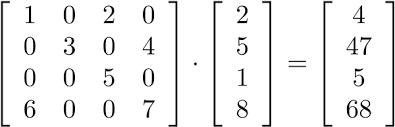 [ 1 0 2 0 ] [ 2 ] [ 4 ]
[ 0 3 0 4 ] · [ 5 ] = [ 47 ]
[ 0 0 5 0 ] [ 1 ] [ 5 ]
[ 6 0 0 7 ] [ 8 ] [ 68 ]